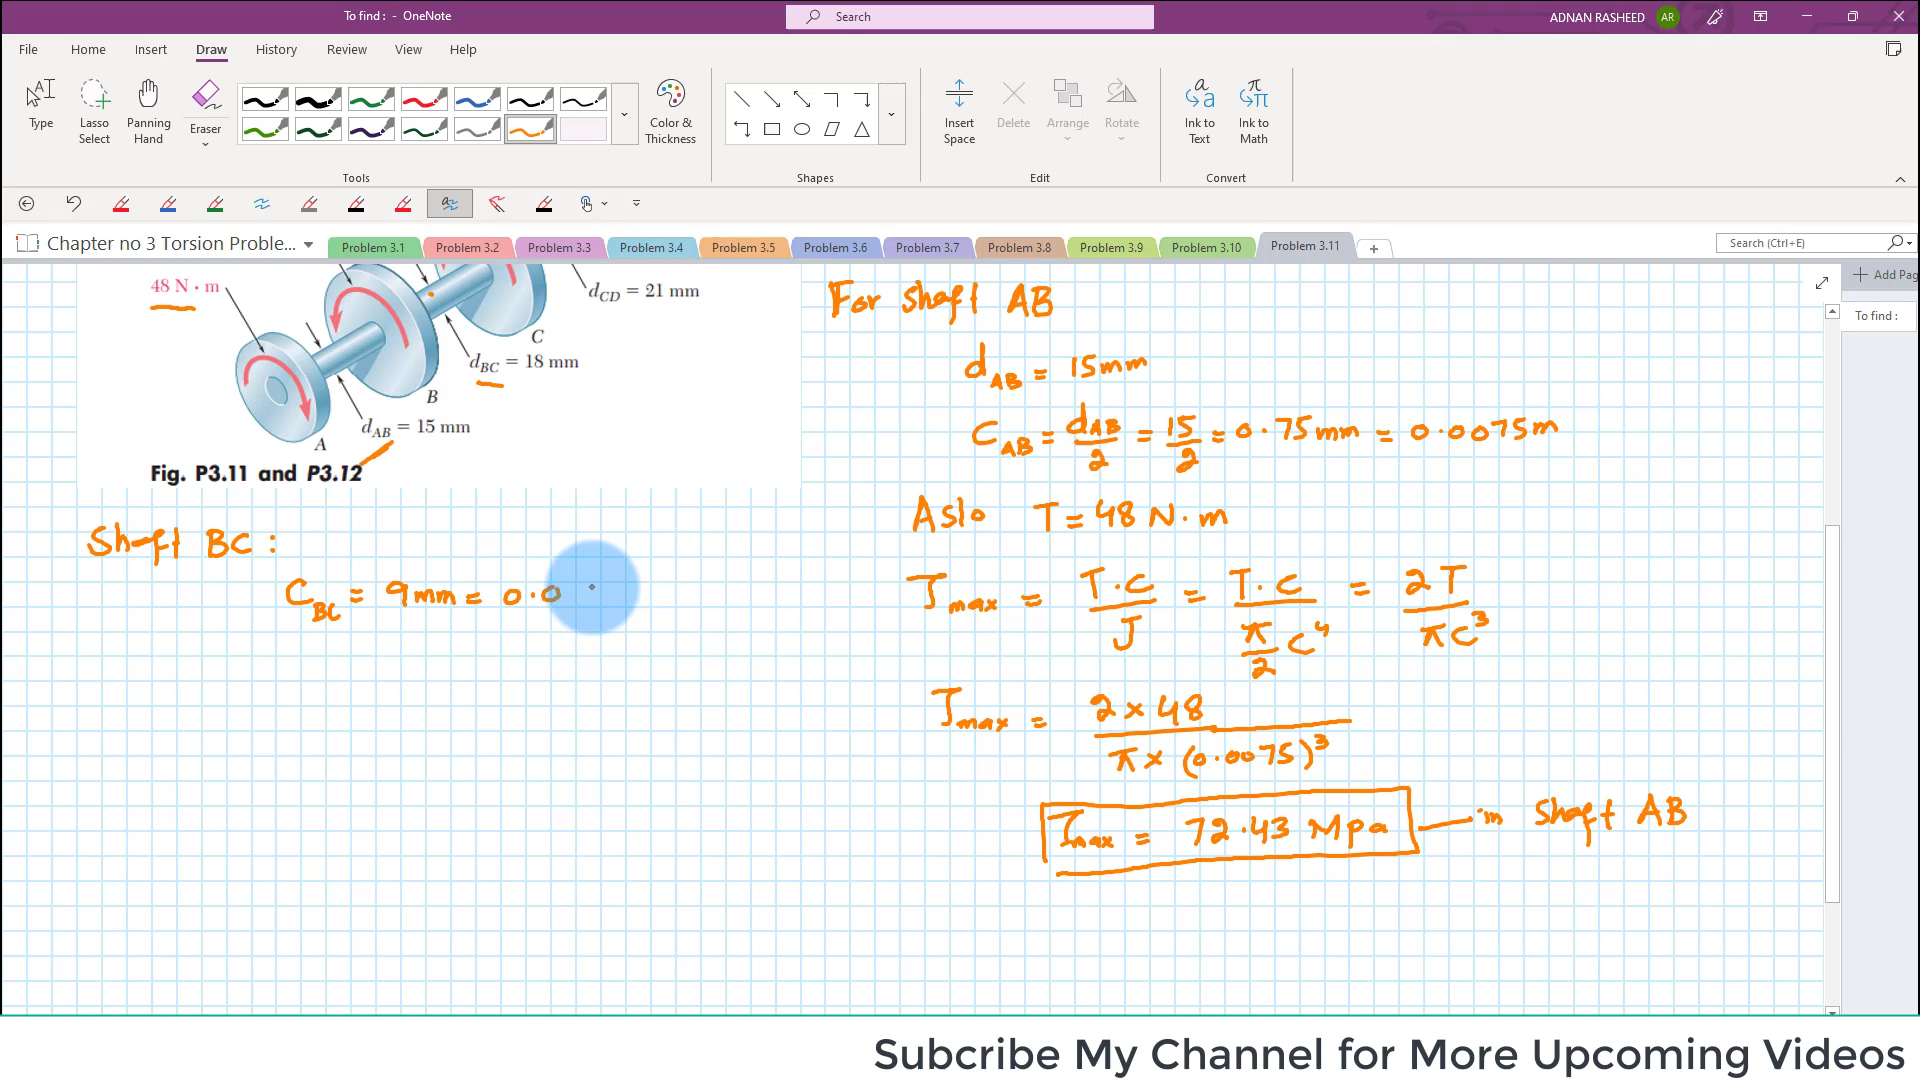 To find : - OneNote
Search
ADNAN RASHEED
AR
File Home Insert Draw History Review View Help
Type
Lasso Select
Panning Hand
Eraser
Color & Thickness
Insert Space
Delete
Arrange
Rotate
Ink to Text
Ink to Math
Tools
Shapes
Edit
Convert
Chapter no 3 Torsion Proble...
Problem 3.1 Problem 3.2 Problem 3.3 Problem 3.4 Problem 3.5 Problem 3.6 Problem 3.7 Problem 3.8 Problem 3.9 Problem 3.10 Problem 3.11
Search (Ctrl+E)
Add Pag
To find :
48 N · m
dCD = 21 mm
C
dBC = 18 mm
B
dAB = 15 mm
A
Fig. P3.11 and P3.12
Shaft BC :
CBC = 9mm = 0.0
For shaft AB
dAB = 15mm
CAB = dAB/2 = 15/2 = 0.75mm = 0.0075m
Aslo T = 48 N.m
τmax = T.C/J = T.C/(π/2 C⁴) = 2T/πC³
τmax = 2 × 48/π × (0.0075)³
τmax = 72.43 Mpa — in shaft AB
Subcribe My Channel for More Upcoming Videos